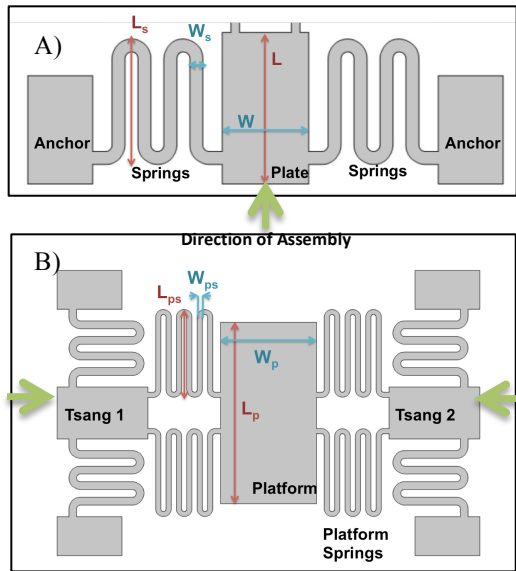 A)
Ls
Ws
L
W
Anchor
Springs
Plate
Springs
Anchor
Direction of Assembly
B)
Wps
Lps
Wp
Lp
Tsang 1
Tsang 2
Platform
Platform
Springs